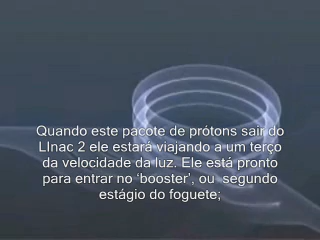 Quando este pacote de prótons sair do
LInac 2 ele estará viajando a um terço
da velocidade da luz. Ele está pronto
para entrar no ‘booster’, ou segundo
estágio do foguete;